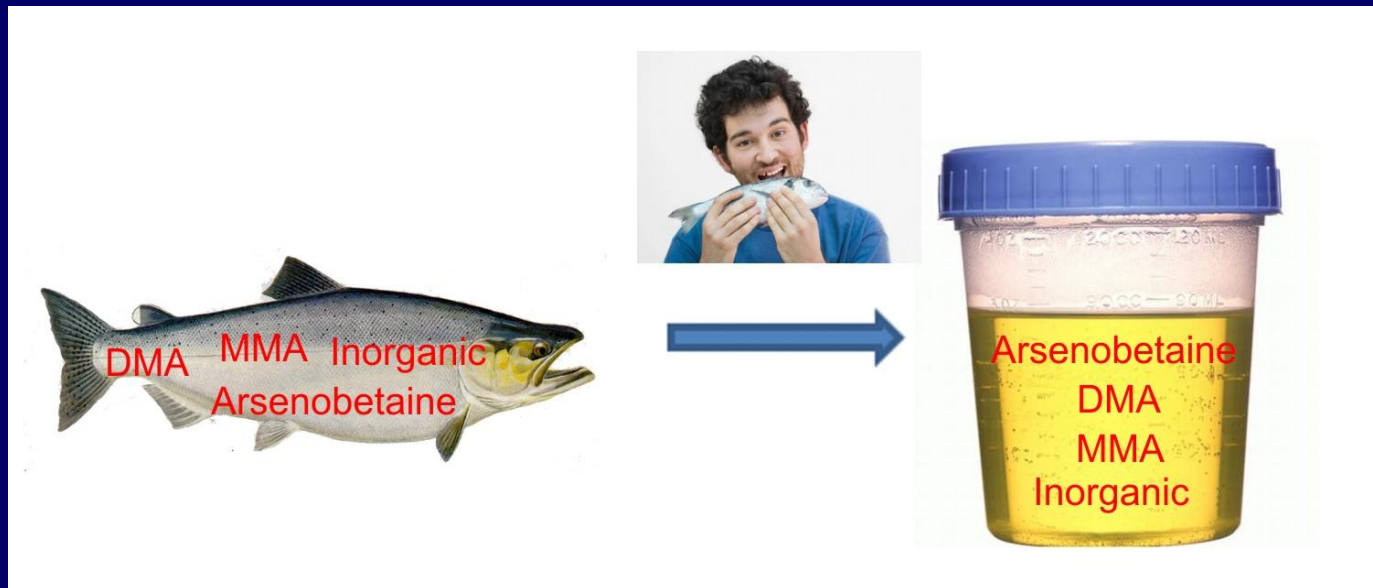 DMA MMA Inorganic
Arsenobetaine
Arsenobetaine
DMA
MMA
Inorganic